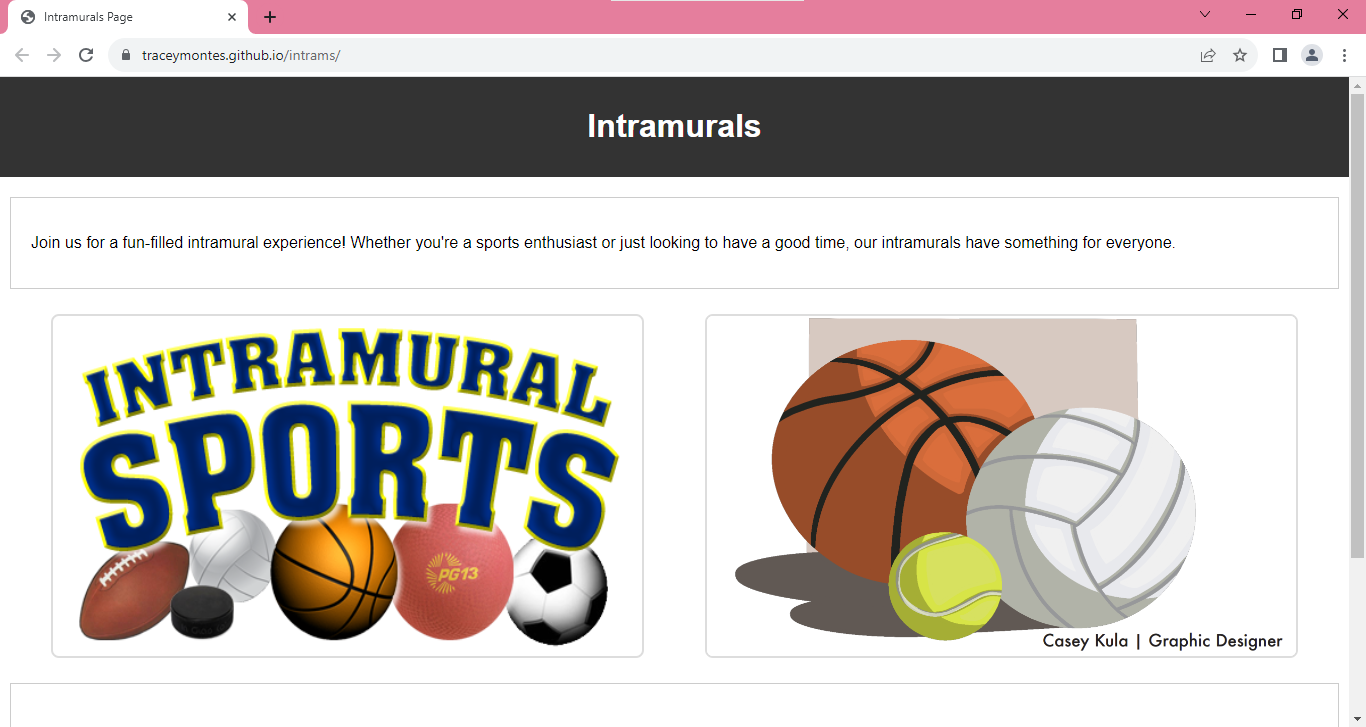 Intramurals Page
traceymontes.github.io/intrams/
Intramurals
Join us for a fun-filled intramural experience! Whether you're a sports enthusiast or just looking to have a good time, our intramurals have something for everyone.
INTRAMURAL
SPORTS
PG13
Casey Kula | Graphic Designer